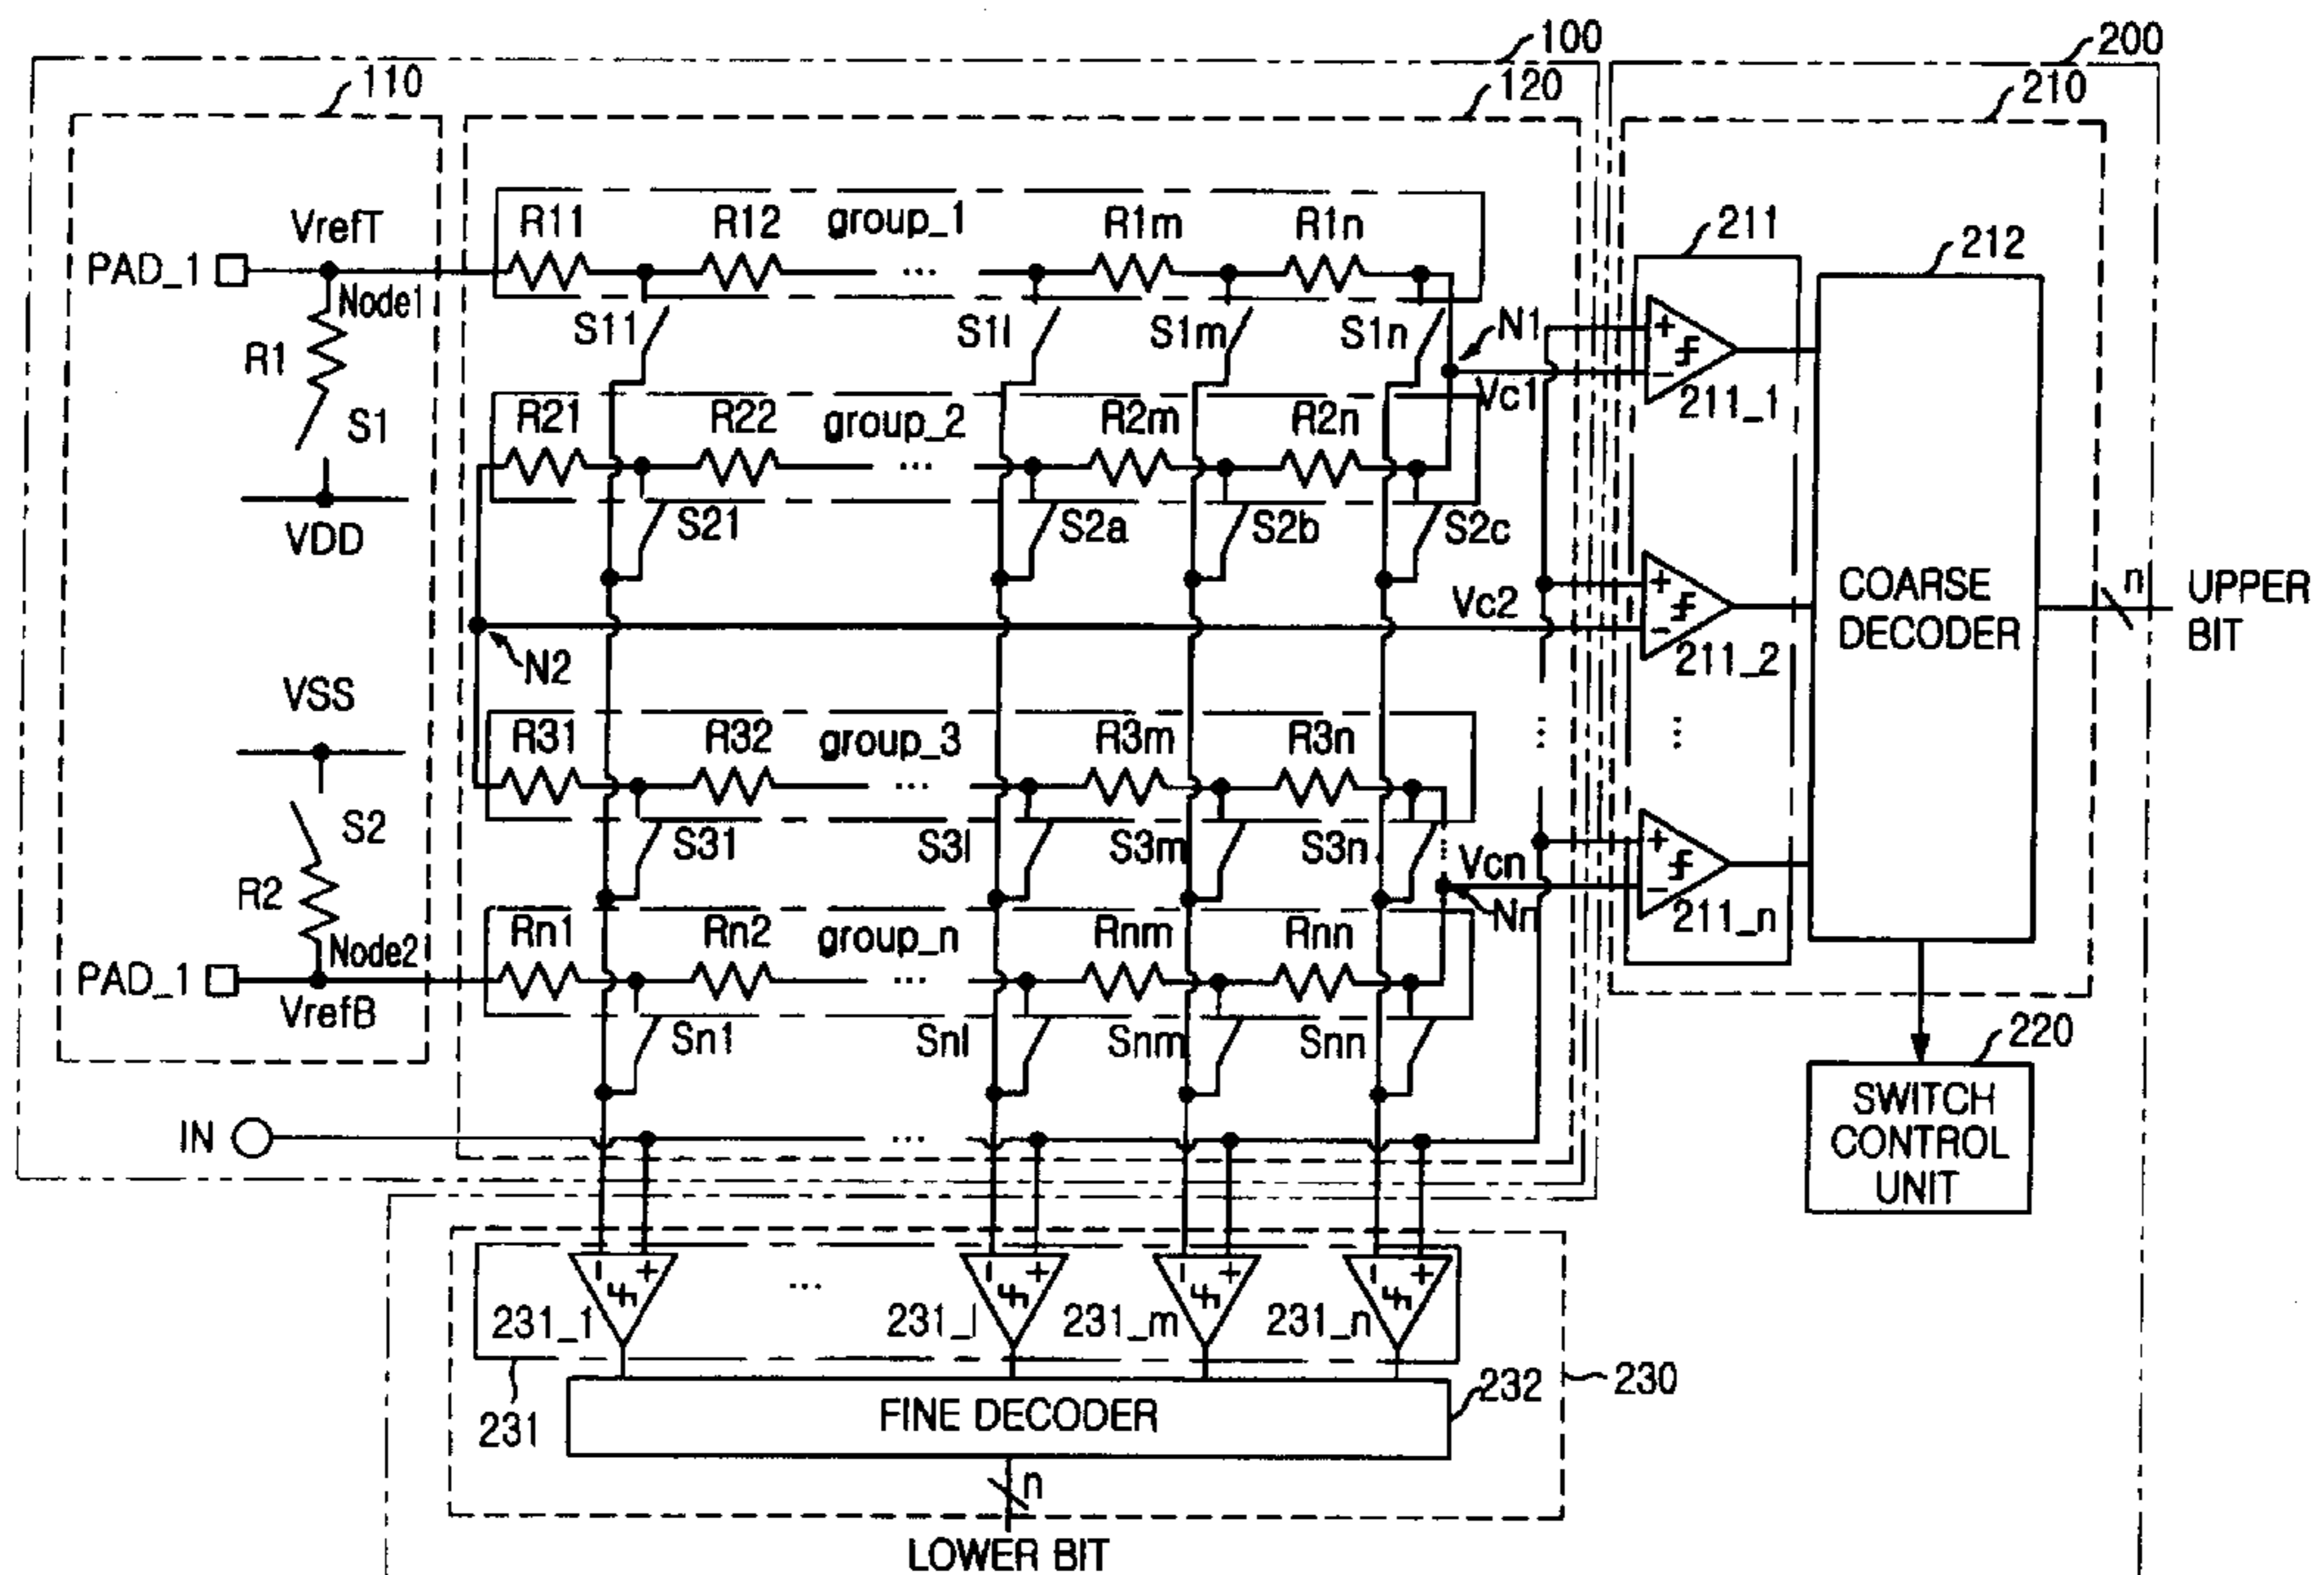 100
200
110
120
210
R11 R12 group_1 R1m R1n
VrefT
PAD_1
Node1
211
212
S11 S1l S1m S1n
N1
R1
+
-
Vc1
211_1
S1
R21 R22 group_2 R2m R2n
VDD
S21 S2a S2b S2c
Vc2
+
-
211_2
COARSE
DECODER
n
UPPER
BIT
N2
VSS
R31 R32 group_3 R3m R3n
...
...
S2
S31 S3l S3m S3n
Vcn
+
-
Nn
211_n
R2
Rn1 Rn2 group_n Rnm Rnn
Node2
PAD_1
VrefB
Sn1 Snl Snm Snn
220
SWITCH
CONTROL
UNIT
IN
...
- + ... - + - + - +
231_1 231_l 231_m 231_n
231
FINE DECODER
232
230
n
LOWER BIT